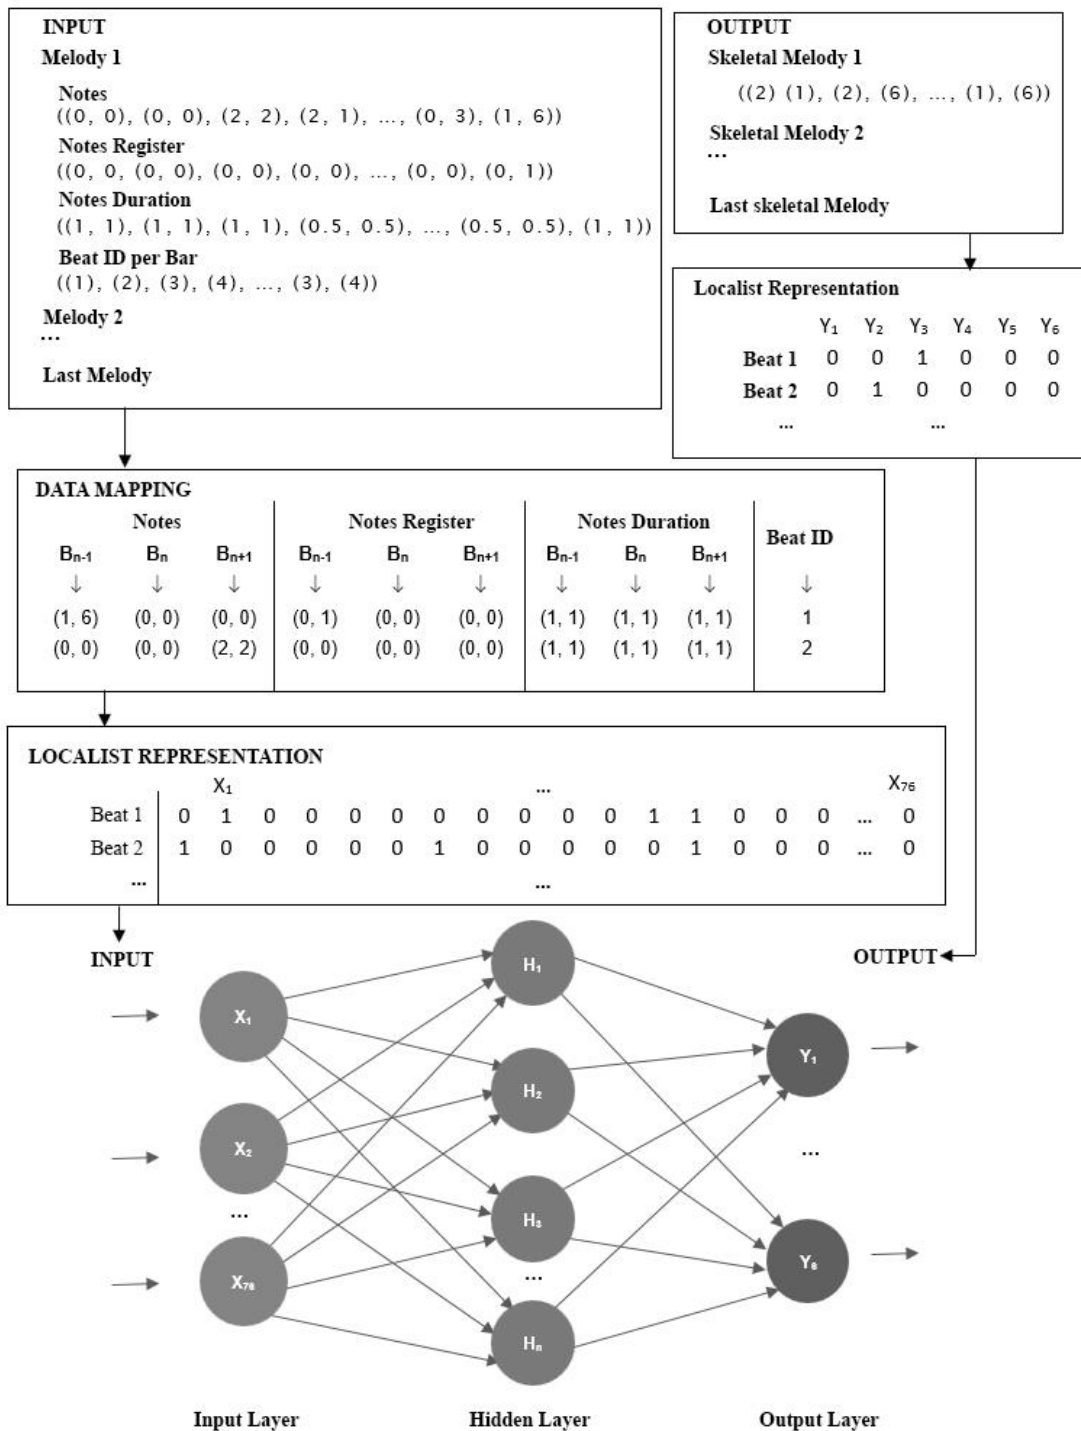 INPUT
Melody 1
Notes
((0, 0), (0, 0), (2, 2), (2, 1), ..., (0, 3), (1, 6))
Notes Register
((0, 0, (0, 0), (0, 0), (0, 0), ..., (0, 0), (0, 1))
Notes Duration
((1, 1), (1, 1), (1, 1), (0.5, 0.5), ..., (0.5, 0.5), (1, 1))
Beat ID per Bar
((1), (2), (3), (4), ..., (3), (4))
Melody 2
...
Last Melody
OUTPUT
Skeletal Melody 1
((2) (1), (2), (6), ..., (1), (6))
Skeletal Melody 2
...
Last skeletal Melody
Localist Representation
Y1 Y2 Y3 Y4 Y5 Y6
Beat 1 0 0 1 0 0 0
Beat 2 0 1 0 0 0 0
... ...
DATA MAPPING
Notes Notes Register Notes Duration Beat ID
Bn-1 Bn Bn+1 Bn-1 Bn Bn+1 Bn-1 Bn Bn+1
↓ ↓ ↓ ↓ ↓ ↓ ↓ ↓ ↓ ↓
(1, 6) (0, 0) (0, 0) (0, 1) (0, 0) (0, 0) (1, 1) (1, 1) (1, 1) 1
(0, 0) (0, 0) (2, 2) (0, 0) (0, 0) (0, 0) (1, 1) (1, 1) (1, 1) 2
LOCALIST REPRESENTATION
X1 ... X76
Beat 1 0 1 0 0 0 0 0 0 0 0 0 1 1 0 0 0 ... 0
Beat 2 1 0 0 0 0 0 1 0 0 0 0 0 1 0 0 0 ... 0
... ...
INPUT
OUTPUT
X1
X2
...
X76
H1
H2
H3
...
Hn
Y1
...
Y6
Input Layer Hidden Layer Output Layer